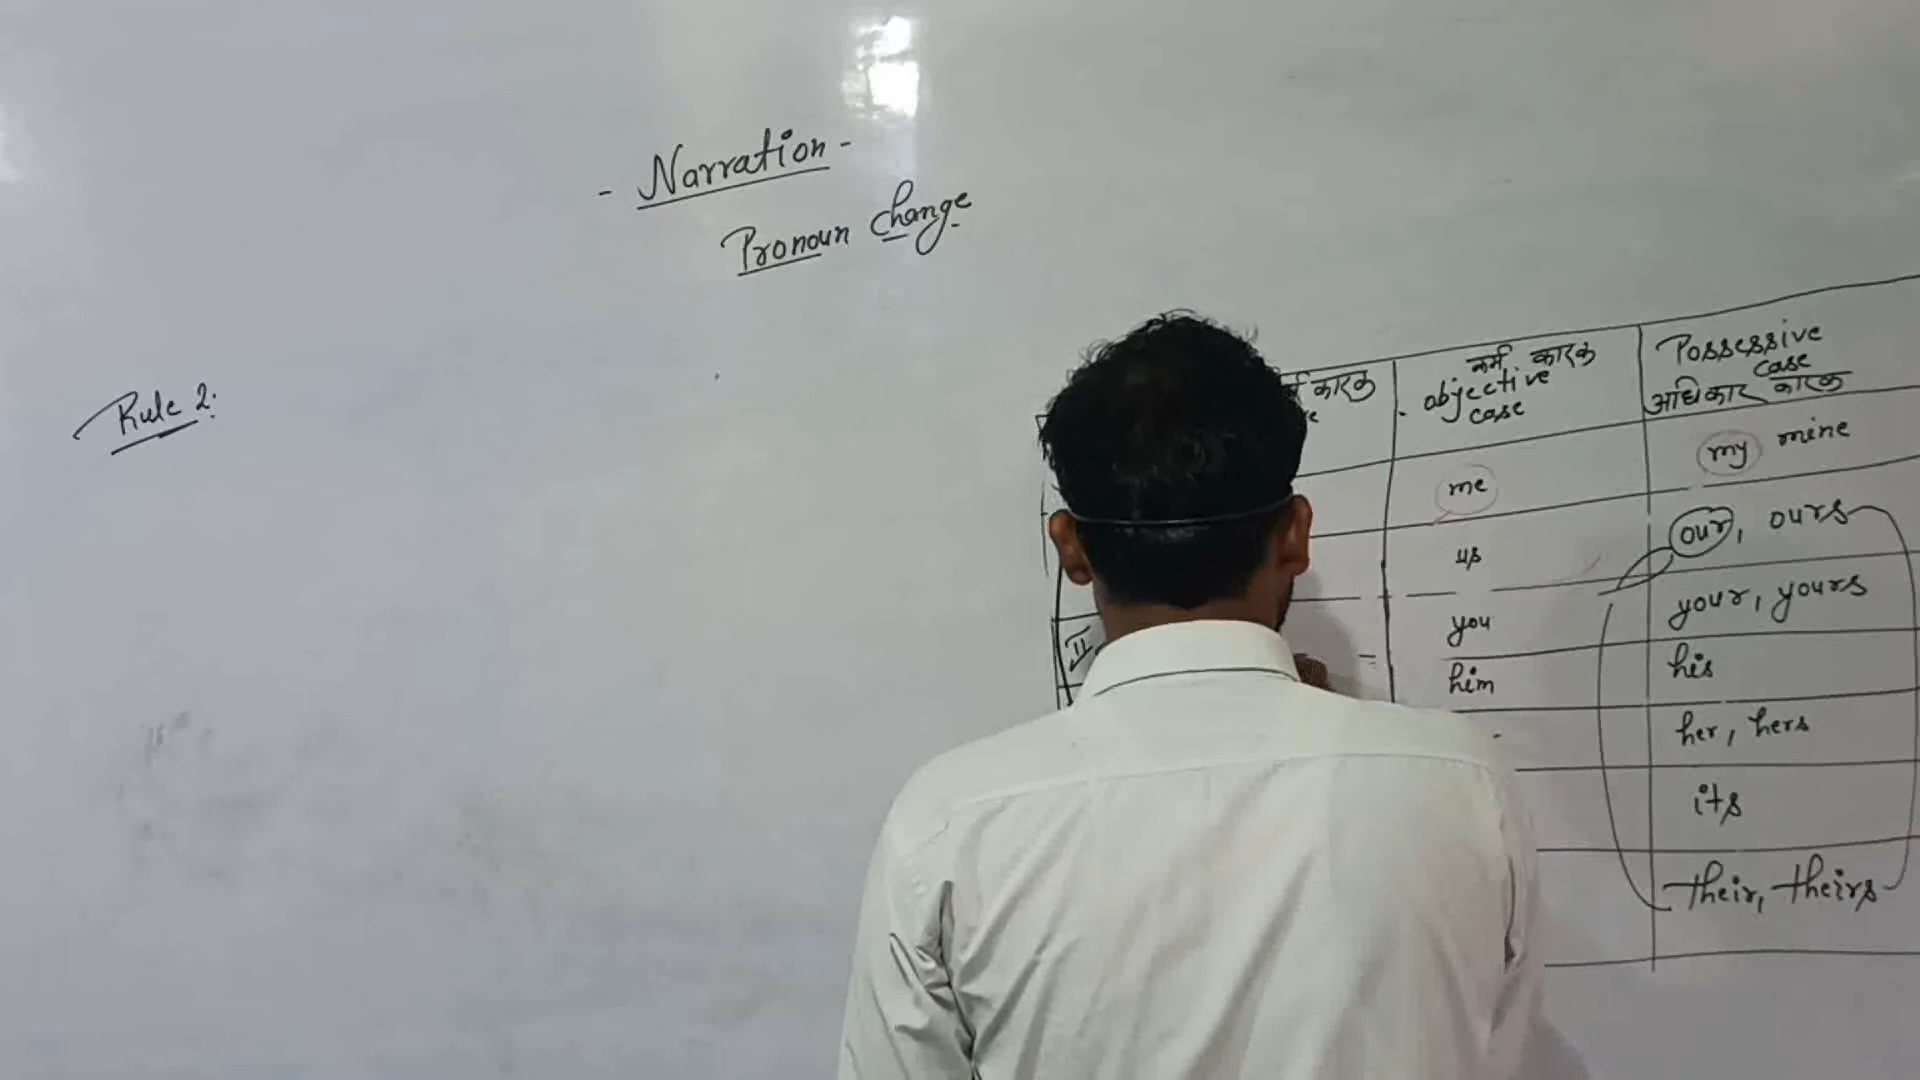 - Narration -
Pronoun change
Rule 2:
कारक
कर्म कारक
objective
case
Possessive
case
अधिकार कारक
me
my mine
us
our, ours
II
you
your, yours
him
his
her, hers
its
their, theirs